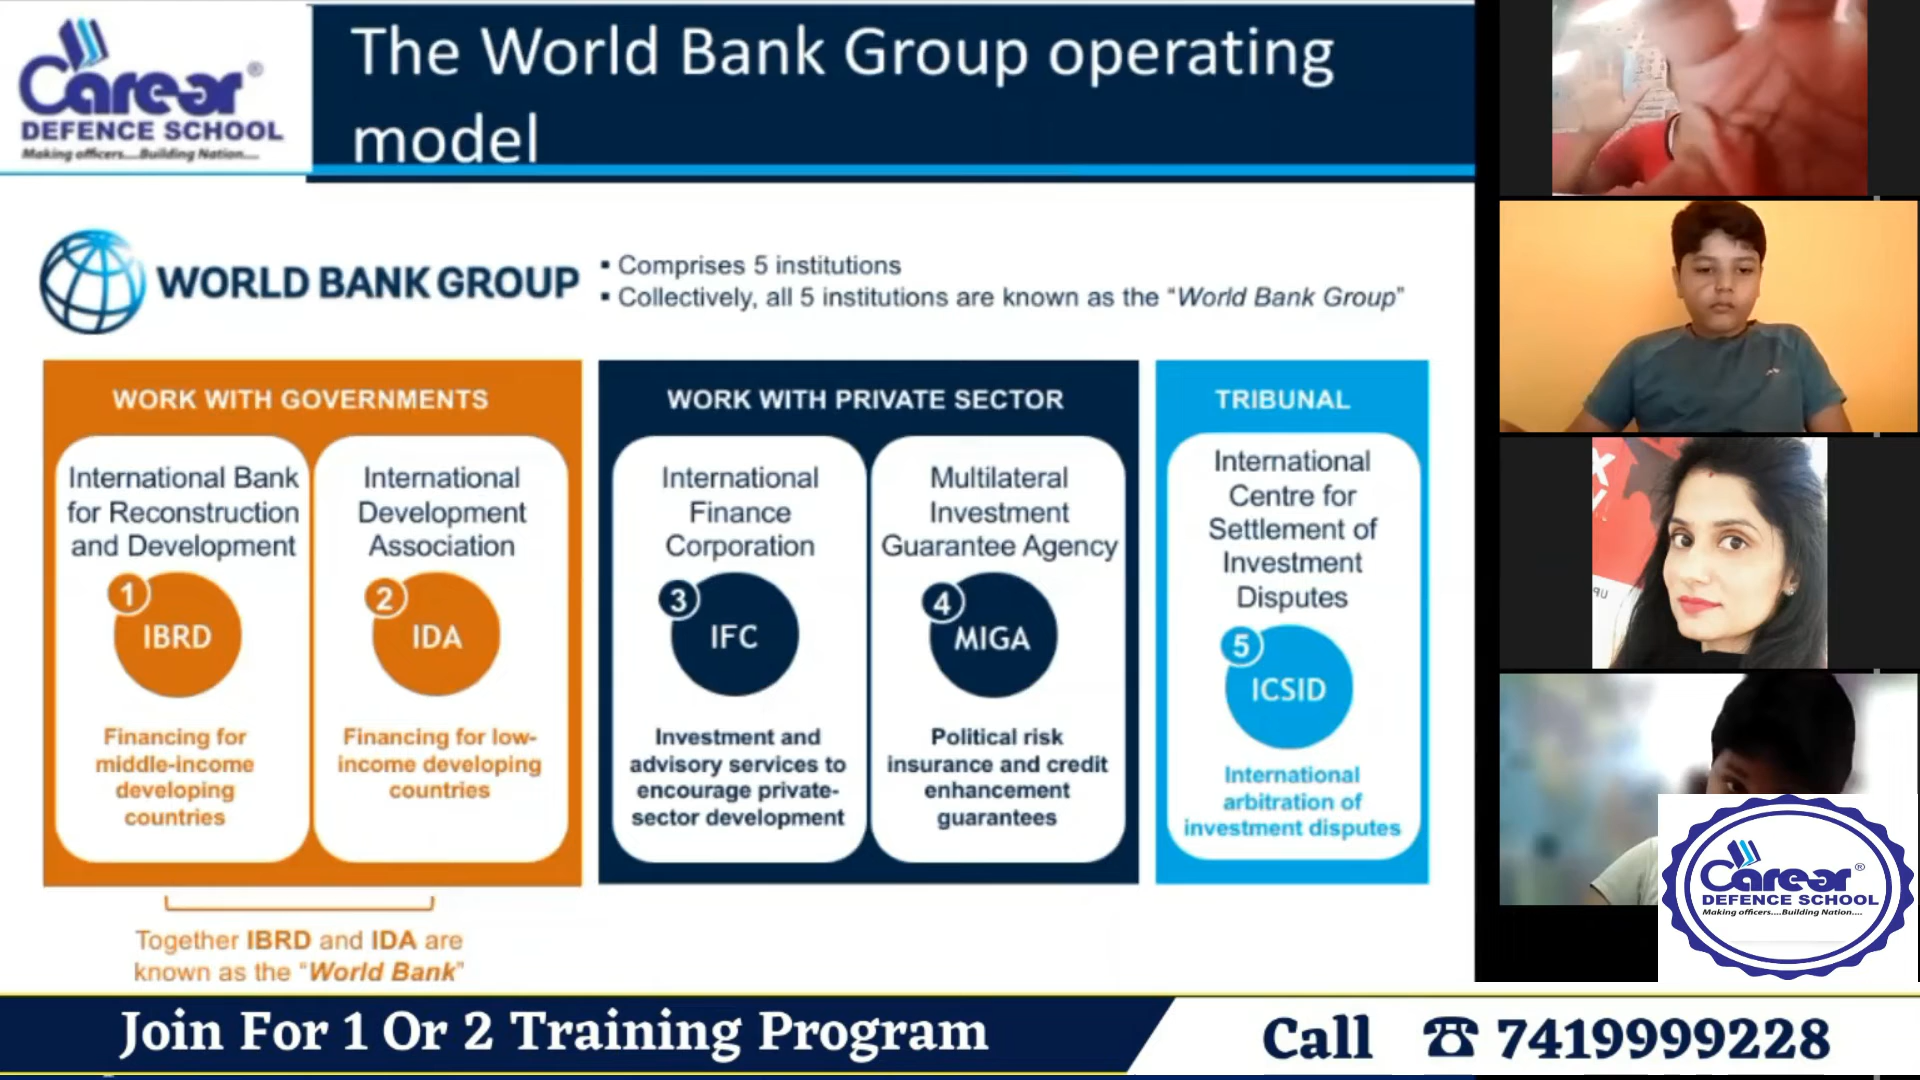 Carear®
DEFENCE SCHOOL
Making officers....Building Nation....
The World Bank Group operating
model
WORLD BANK GROUP
▪ Comprises 5 institutions
▪ Collectively, all 5 institutions are known as the “World Bank Group”
WORK WITH GOVERNMENTS
International Bank
for Reconstruction
and Development
1
IBRD
Financing for
middle-income
developing
countries
International
Development
Association
2
IDA
Financing for low-
income developing
countries
Together IBRD and IDA are
known as the “World Bank”
WORK WITH PRIVATE SECTOR
International
Finance
Corporation
3
IFC
Investment and
advisory services to
encourage private-
sector development
Multilateral
Investment
Guarantee Agency
4
MIGA
Political risk
insurance and credit
enhancement
guarantees
TRIBUNAL
International
Centre for
Settlement of
Investment
Disputes
5
ICSID
International
arbitration of
investment disputes
Carear®
DEFENCE SCHOOL
Making officers....Building Nation....
Join For 1 Or 2 Training Program
Call ☎ 7419999228